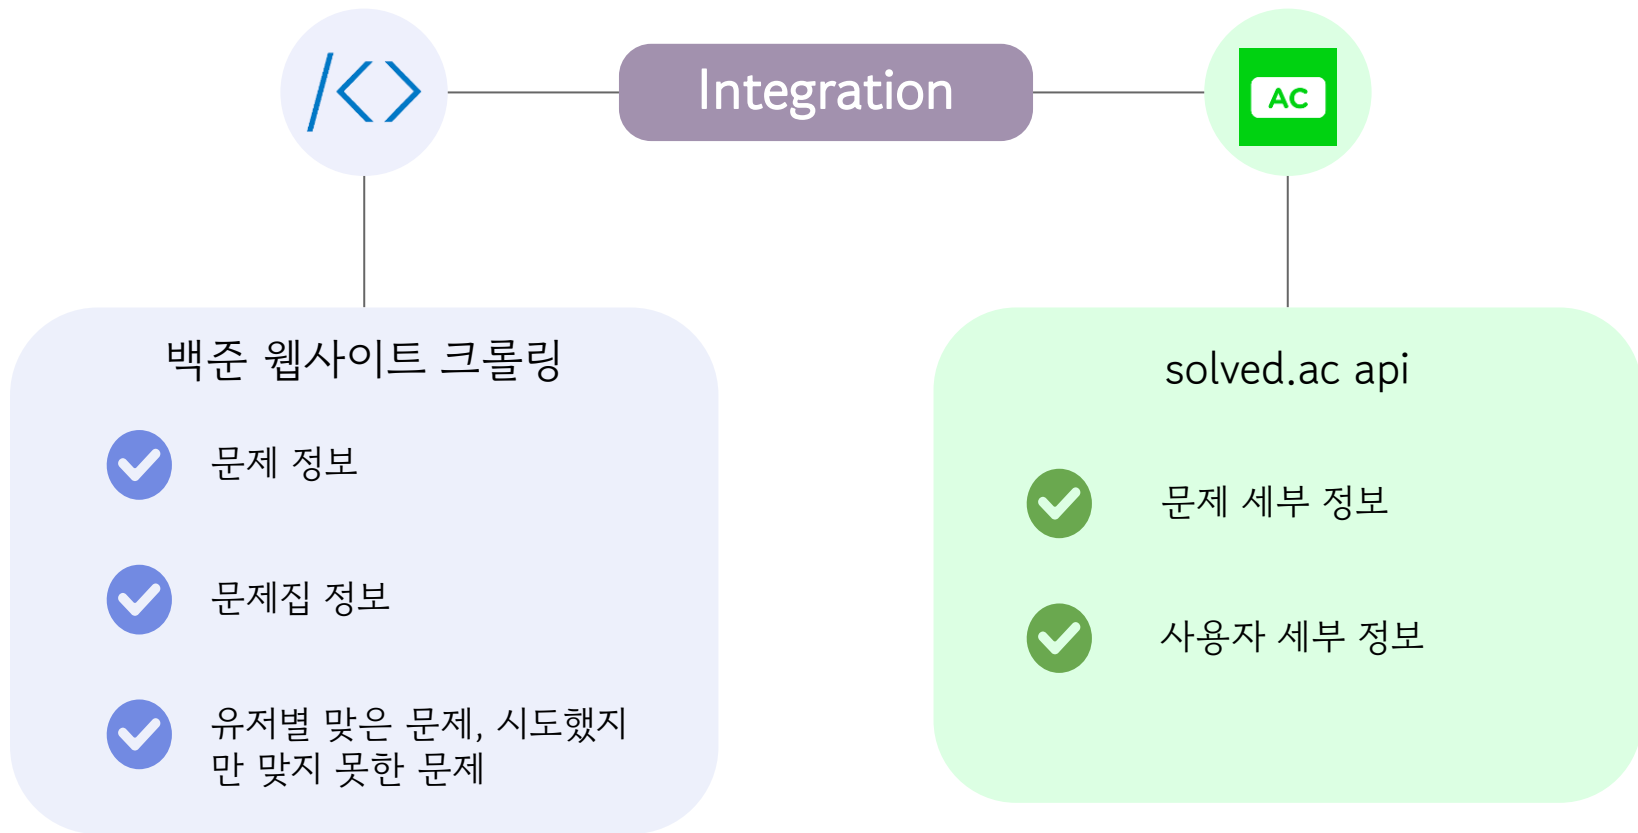 Integration
AC
백준 웹사이트 크롤링
문제 정보
문제집 정보
유저별 맞은 문제, 시도했지
만 맞지 못한 문제
solved.ac api
문제 세부 정보
사용자 세부 정보